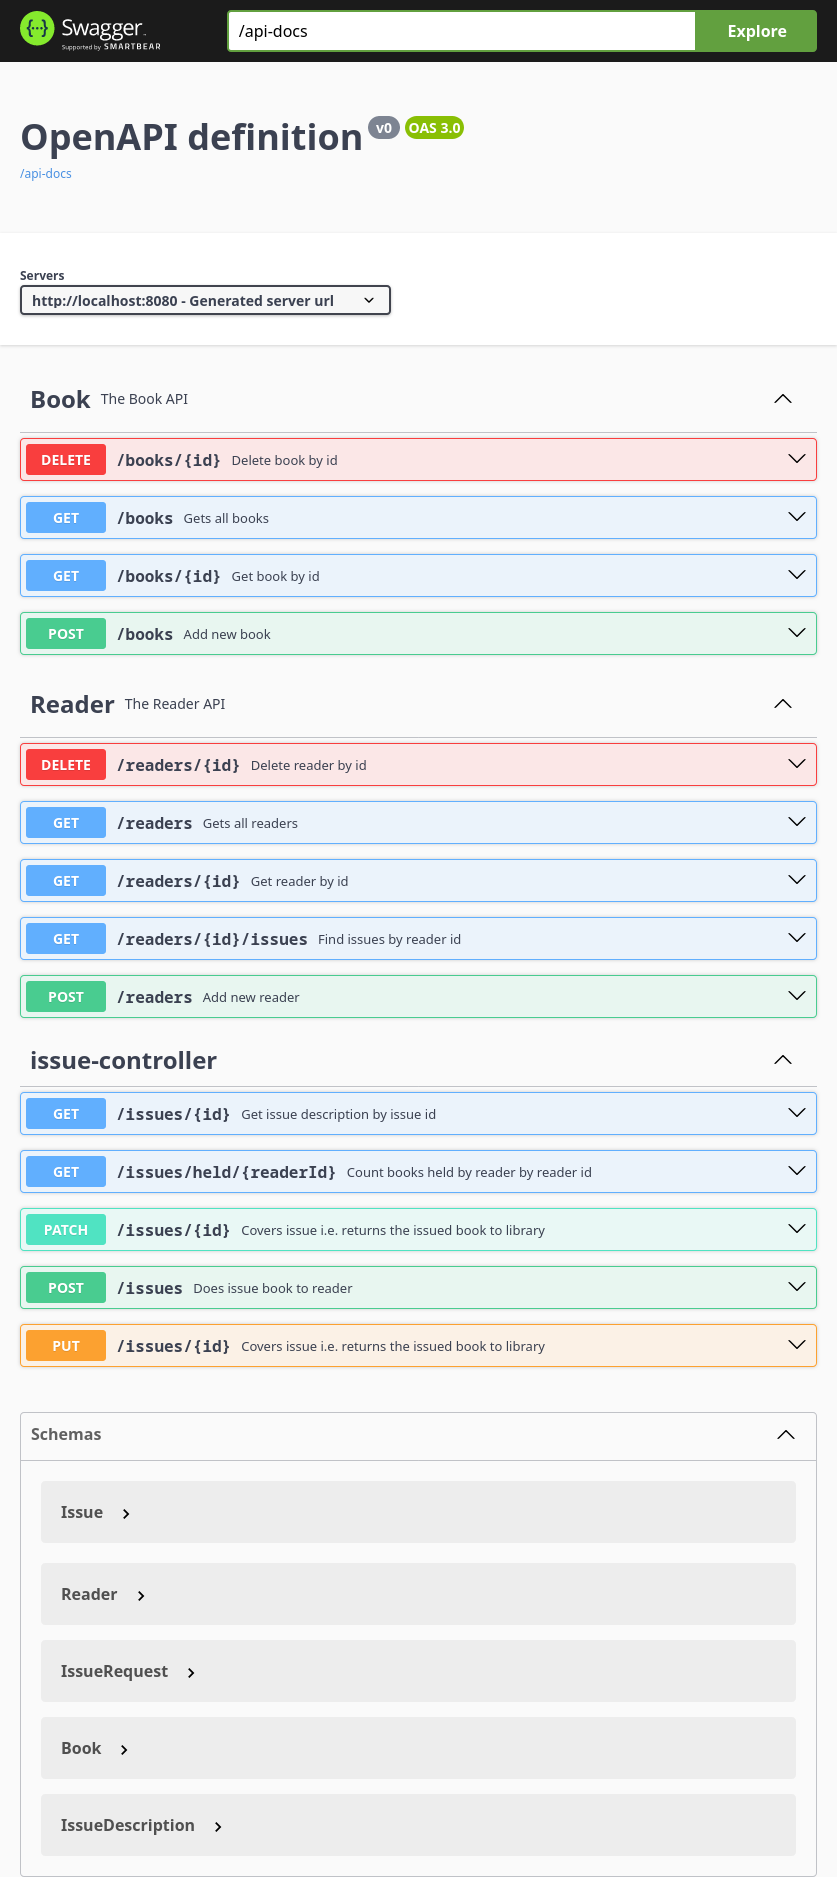 Swagger
Supported by SMARTBEAR
/api-docs
Explore
OpenAPI definition v0 OAS 3.0
/api-docs
Servers
http://localhost:8080 - Generated server url
Book The Book API
DELETE /books/{id} Delete book by id
GET /books Gets all books
GET /books/{id} Get book by id
POST /books Add new book
Reader The Reader API
DELETE /readers/{id} Delete reader by id
GET /readers Gets all readers
GET /readers/{id} Get reader by id
GET /readers/{id}/issues Find issues by reader id
POST /readers Add new reader
issue-controller
GET /issues/{id} Get issue description by issue id
GET /issues/held/{readerId} Count books held by reader by reader id
PATCH /issues/{id} Covers issue i.e. returns the issued book to library
POST /issues Does issue book to reader
PUT /issues/{id} Covers issue i.e. returns the issued book to library
Schemas
Issue
Reader
IssueRequest
Book
IssueDescription